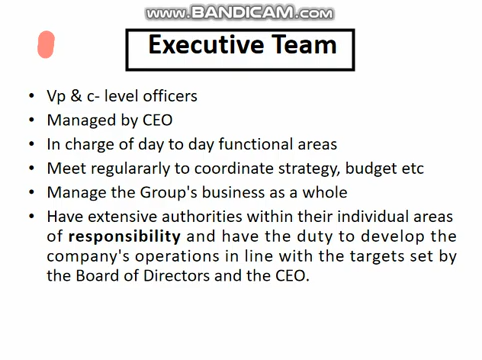 www.BANDICAM.com
Executive Team
• Vp & c- level officers
• Managed by CEO
• In charge of day to day functional areas
• Meet regulararly to coordinate strategy, budget etc
• Manage the Group's business as a whole
• Have extensive authorities within their individual areas
of responsibility and have the duty to develop the
company's operations in line with the targets set by
the Board of Directors and the CEO.